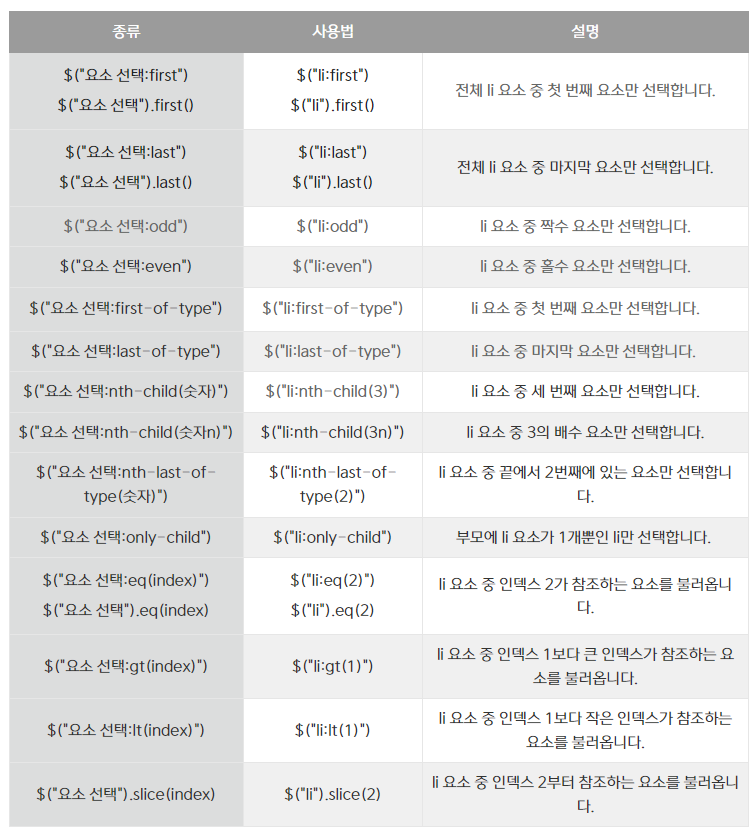 종류 사용법 설명
$("요소 선택:first") $("li:first")
$("요소 선택").first() $("li").first()
전체 li 요소 중 첫 번째 요소만 선택합니다.
$("요소 선택:last") $("li:last")
$("요소 선택").last() $("li").last()
전체 li 요소 중 마지막 요소만 선택합니다.
$("요소 선택:odd") $("li:odd") li 요소 중 짝수 요소만 선택합니다.
$("요소 선택:even") $("li:even") li 요소 중 홀수 요소만 선택합니다.
$("요소 선택:first-of-type") $("li:first-of-type") li 요소 중 첫 번째 요소만 선택합니다.
$("요소 선택:last-of-type") $("li:last-of-type") li 요소 중 마지막 요소만 선택합니다.
$("요소 선택:nth-child(숫자)") $("li:nth-child(3)") li 요소 중 세 번째 요소만 선택합니다.
$("요소 선택:nth-child(숫자n)") $("li:nth-child(3n)") li 요소 중 3의 배수 요소만 선택합니다.
$("요소 선택:nth-last-of-
type(숫자)")
$("li:nth-last-of-
type(2)")
li 요소 중 끝에서 2번째에 있는 요소만 선택합니
다.
$("요소 선택:only-child") $("li:only-child") 부모에 li 요소가 1개뿐인 li만 선택합니다.
$("요소 선택:eq(index)") $("li:eq(2)")
$("요소 선택").eq(index) $("li").eq(2)
li 요소 중 인덱스 2가 참조하는 요소를 불러옵니
다.
$("요소 선택:gt(index)") $("li:gt(1)")
li 요소 중 인덱스 1보다 큰 인덱스가 참조하는 요
소를 불러옵니다.
$("요소 선택:lt(index)") $("li:lt(1)")
li 요소 중 인덱스 1보다 작은 인덱스가 참조하는
요소를 불러옵니다.
$("요소 선택").slice(index) $("li").slice(2)
li 요소 중 인덱스 2부터 참조하는 요소를 불러옵니
다.